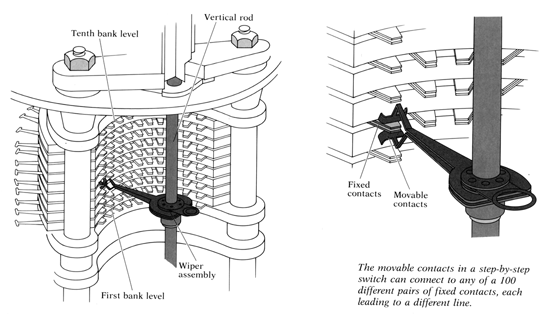 Vertical rod
Tenth bank level
Wiper
assembly
First bank level
Fixed
contacts
Movable
contacts
The movable contacts in a step-by-step
switch can connect to any of a 100
different pairs of fixed contacts, each
leading to a different line.